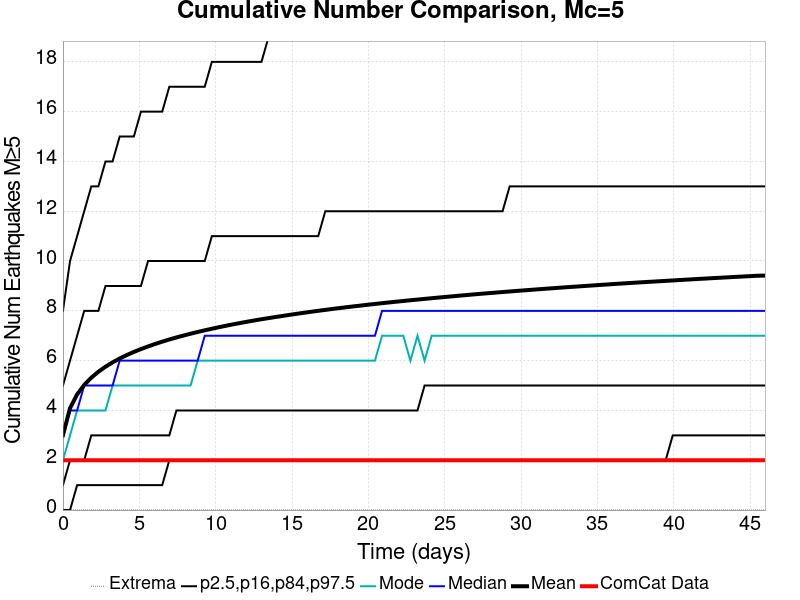 Cumulative Number Comparison, Mc=5
Cumulative Num Earthquakes M≥5
18
16
14
12
10
8
6
4
2
0
0 5 10 15 20 25 30 35 40 45
Time (days)
Extrema p2.5,p16,p84,p97.5 Mode Median Mean ComCat Data